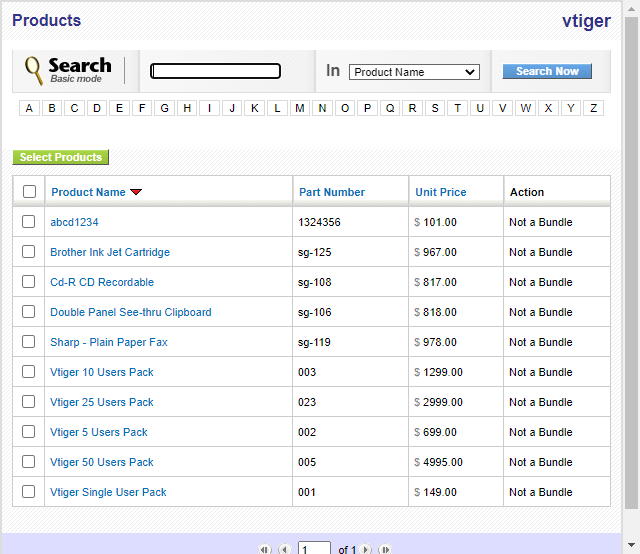 Products vtiger
Search
Basic mode
In Product Name Search Now
A B C D E F G H I J K L M N O P Q R S T U V W X Y Z
Select Products
Product Name Part Number Unit Price Action
abcd1234 1324356 $ 101.00 Not a Bundle
Brother Ink Jet Cartridge sg-125 $ 967.00 Not a Bundle
Cd-R CD Recordable sg-108 $ 817.00 Not a Bundle
Double Panel See-thru Clipboard sg-106 $ 818.00 Not a Bundle
Sharp - Plain Paper Fax sg-119 $ 978.00 Not a Bundle
Vtiger 10 Users Pack 003 $ 1299.00 Not a Bundle
Vtiger 25 Users Pack 023 $ 2999.00 Not a Bundle
Vtiger 5 Users Pack 002 $ 699.00 Not a Bundle
Vtiger 50 Users Pack 005 $ 4995.00 Not a Bundle
Vtiger Single User Pack 001 $ 149.00 Not a Bundle
1 of 1